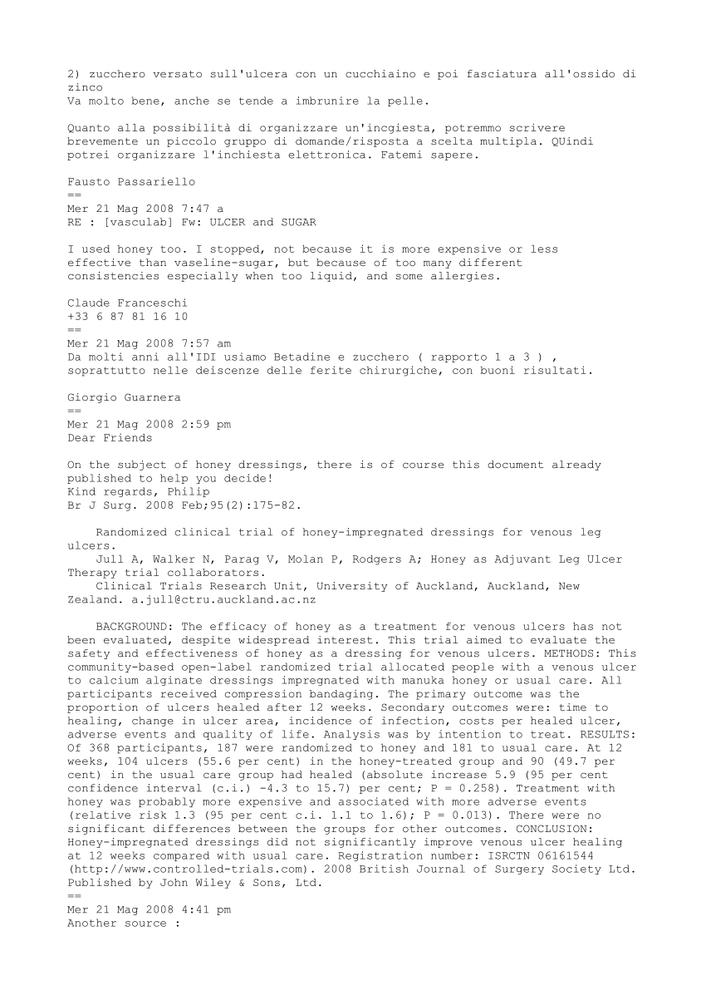 2) zucchero versato sull'ulcera con un cucchiaino e poi fasciatura all'ossido di
zinco
Va molto bene, anche se tende a imbrunire la pelle.
Quanto alla possibilità di organizzare un'incgiesta, potremmo scrivere
brevemente un piccolo gruppo di domande/risposta a scelta multipla. QUindi
potrei organizzare l'inchiesta elettronica. Fatemi sapere.
Fausto Passariello
==
Mer 21 Mag 2008 7:47 a
RE : [vasculab] Fw: ULCER and SUGAR
I used honey too. I stopped, not because it is more expensive or less
effective than vaseline-sugar, but because of too many different
consistencies especially when too liquid, and some allergies.
Claude Franceschi
+33 6 87 81 16 10
==
Mer 21 Mag 2008 7:57 am
Da molti anni all'IDI usiamo Betadine e zucchero ( rapporto 1 a 3 ) ,
soprattutto nelle deiscenze delle ferite chirurgiche, con buoni risultati.
Giorgio Guarnera
==
Mer 21 Mag 2008 2:59 pm
Dear Friends
On the subject of honey dressings, there is of course this document already
published to help you decide!
Kind regards, Philip
Br J Surg. 2008 Feb;95(2):175-82.
Randomized clinical trial of honey-impregnated dressings for venous leg
ulcers.
Jull A, Walker N, Parag V, Molan P, Rodgers A; Honey as Adjuvant Leg Ulcer
Therapy trial collaborators.
Clinical Trials Research Unit, University of Auckland, Auckland, New
Zealand. a.jull@ctru.auckland.ac.nz
BACKGROUND: The efficacy of honey as a treatment for venous ulcers has not
been evaluated, despite widespread interest. This trial aimed to evaluate the
safety and effectiveness of honey as a dressing for venous ulcers. METHODS: This
community-based open-label randomized trial allocated people with a venous ulcer
to calcium alginate dressings impregnated with manuka honey or usual care. All
participants received compression bandaging. The primary outcome was the
proportion of ulcers healed after 12 weeks. Secondary outcomes were: time to
healing, change in ulcer area, incidence of infection, costs per healed ulcer,
adverse events and quality of life. Analysis was by intention to treat. RESULTS:
Of 368 participants, 187 were randomized to honey and 181 to usual care. At 12
weeks, 104 ulcers (55.6 per cent) in the honey-treated group and 90 (49.7 per
cent) in the usual care group had healed (absolute increase 5.9 (95 per cent
confidence interval (c.i.) -4.3 to 15.7) per cent; P = 0.258). Treatment with
honey was probably more expensive and associated with more adverse events
(relative risk 1.3 (95 per cent c.i. 1.1 to 1.6); P = 0.013). There were no
significant differences between the groups for other outcomes. CONCLUSION:
Honey-impregnated dressings did not significantly improve venous ulcer healing
at 12 weeks compared with usual care. Registration number: ISRCTN 06161544
(http://www.controlled-trials.com). 2008 British Journal of Surgery Society Ltd.
Published by John Wiley & Sons, Ltd.
==
Mer 21 Mag 2008 4:41 pm
Another source :